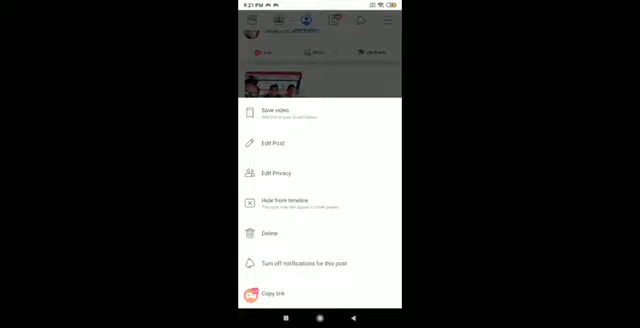 9:21 PM
Live
Save video
Edit Post
Edit Privacy
Hide from timeline
Delete
Turn off notifications for this post
Copy link